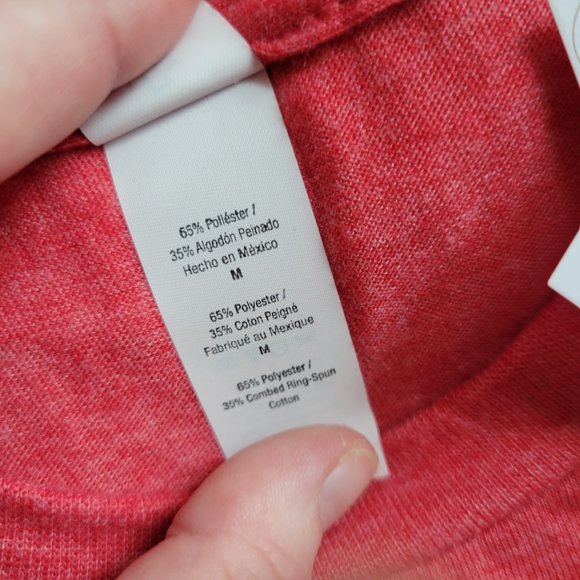 65% Poliéster /
35% Algodón Peinado
Hecho en México
M
65% Polyester /
35% Coton Peigné
Fabriqué au Mexique
M
65% Polyester /
35% Combed Ring-Spun
Cotton